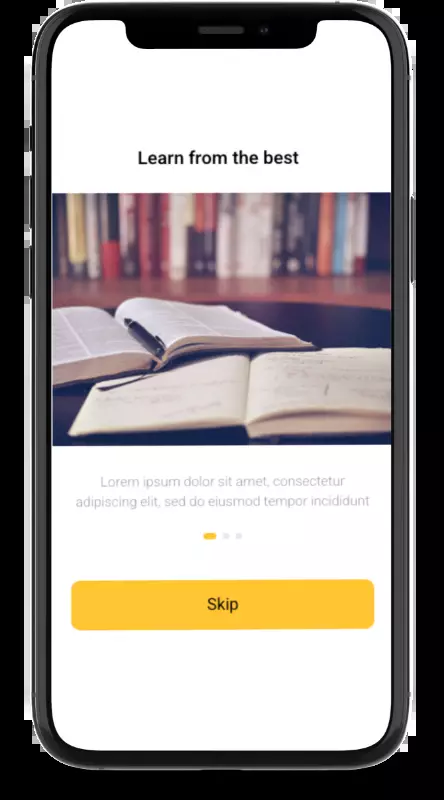 Learn from the best
Lorem ipsum dolor sit amet, consectetur
adipiscing elit, sed do eiusmod tempor incididunt
Skip